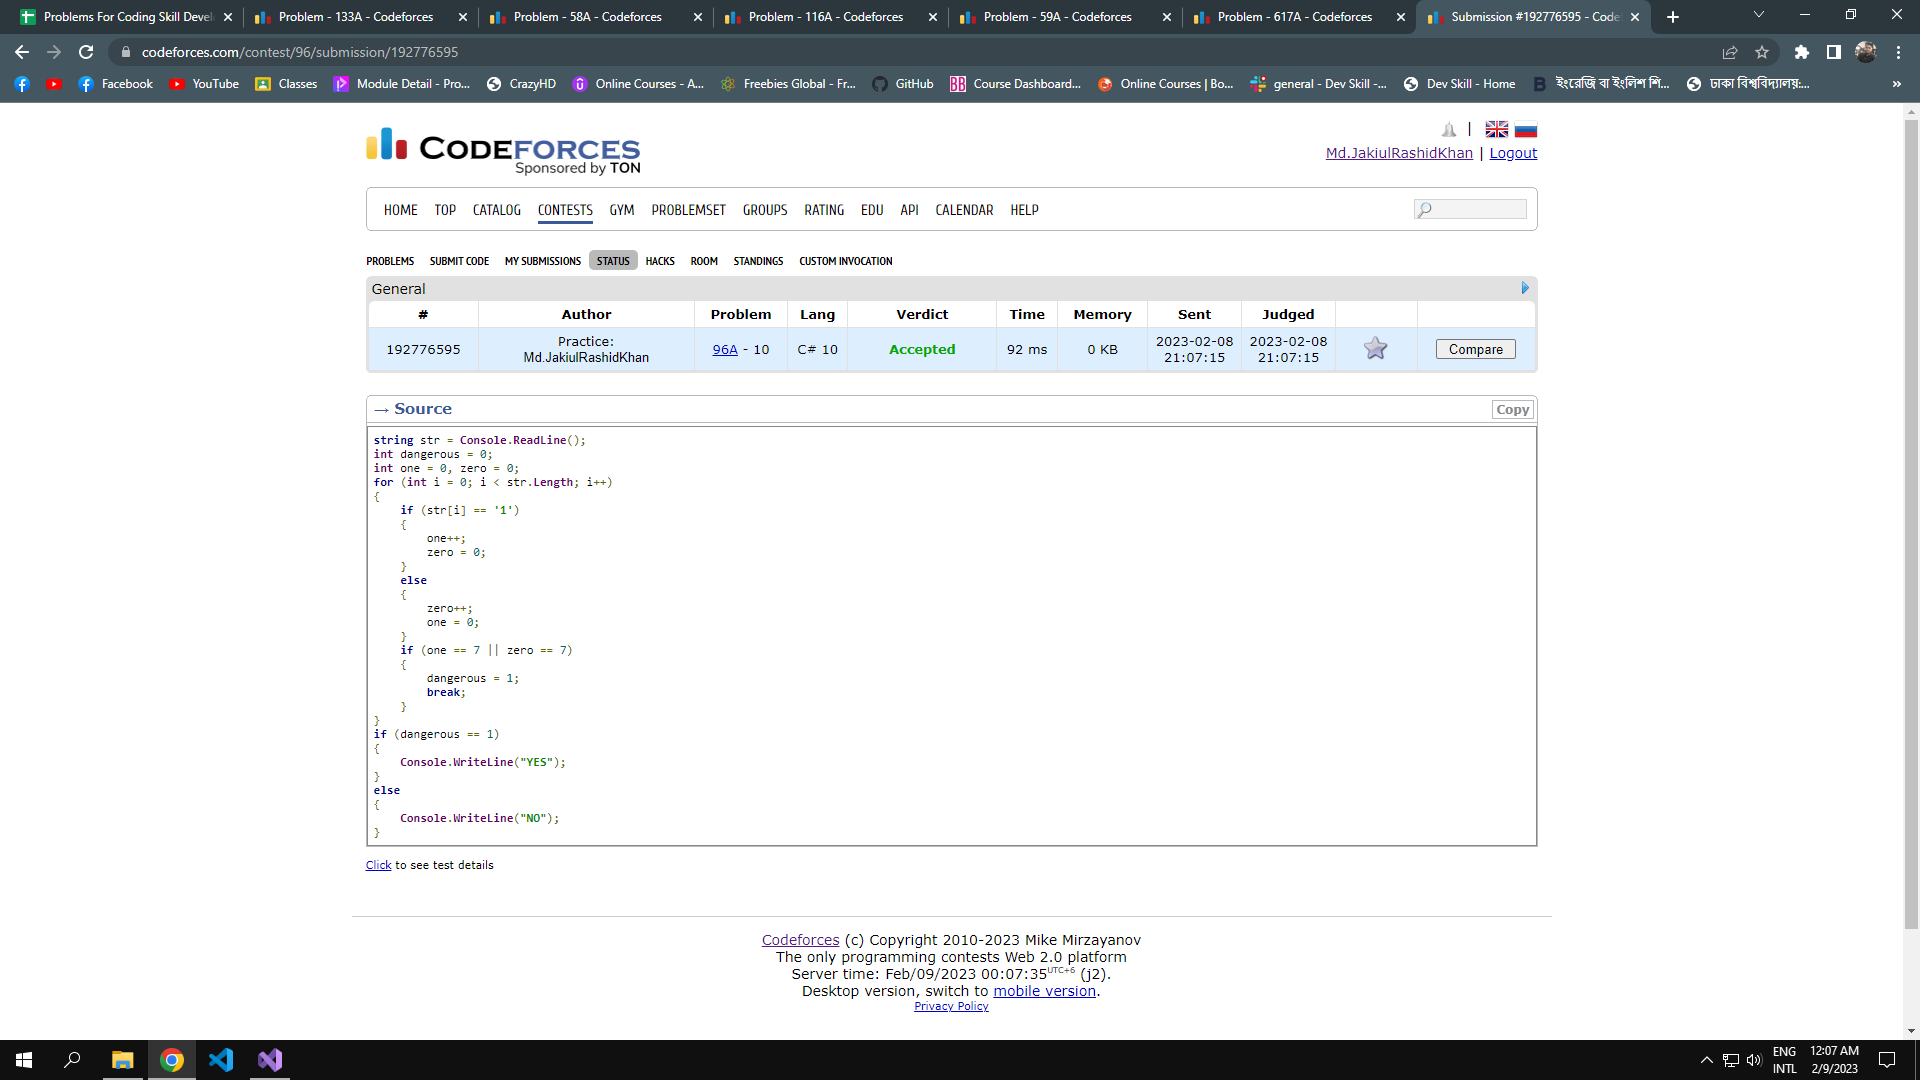 Problems For Coding Skill Devel
Problem - 133A - Codeforces
Problem - 58A - Codeforces
Problem - 116A - Codeforces
Problem - 59A - Codeforces
Problem - 617A - Codeforces
Submission #192776595 - Code
codeforces.com/contest/96/submission/192776595
Facebook
YouTube
Classes
Module Detail - Pro...
CrazyHD
Online Courses - A...
Freebies Global - Fr...
GitHub
Course Dashboard...
Online Courses | Bo...
general - Dev Skill -...
Dev Skill - Home
ইংরেজি বা ইংলিশ শি...
ঢাকা বিশ্ববিদ্যালয়:...
»
CODEFORCES
Sponsored by TON
|
Md.JakiulRashidKhan | Logout
HOME TOP CATALOG CONTESTS GYM PROBLEMSET GROUPS RATING EDU API CALENDAR HELP
PROBLEMS SUBMIT CODE MY SUBMISSIONS STATUS HACKS ROOM STANDINGS CUSTOM INVOCATION
General
# Author Problem Lang Verdict Time Memory Sent Judged
192776595 Practice: Md.JakiulRashidKhan 96A - 10 C# 10 Accepted 92 ms 0 KB 2023-02-08 21:07:15 2023-02-08 21:07:15 Compare
→ Source
Copy
string str = Console.ReadLine();
int dangerous = 0;
int one = 0, zero = 0;
for (int i = 0; i < str.Length; i++)
{
    if (str[i] == '1')
    {
        one++;
        zero = 0;
    }
    else
    {
        zero++;
        one = 0;
    }
    if (one == 7 || zero == 7)
    {
        dangerous = 1;
        break;
    }
}
if (dangerous == 1)
{
    Console.WriteLine("YES");
}
else
{
    Console.WriteLine("NO");
}
Click to see test details
Codeforces (c) Copyright 2010-2023 Mike Mirzayanov
The only programming contests Web 2.0 platform
Server time: Feb/09/2023 00:07:35 UTC+6 (j2).
Desktop version, switch to mobile version.
Privacy Policy
ENG
INTL
12:07 AM
2/9/2023